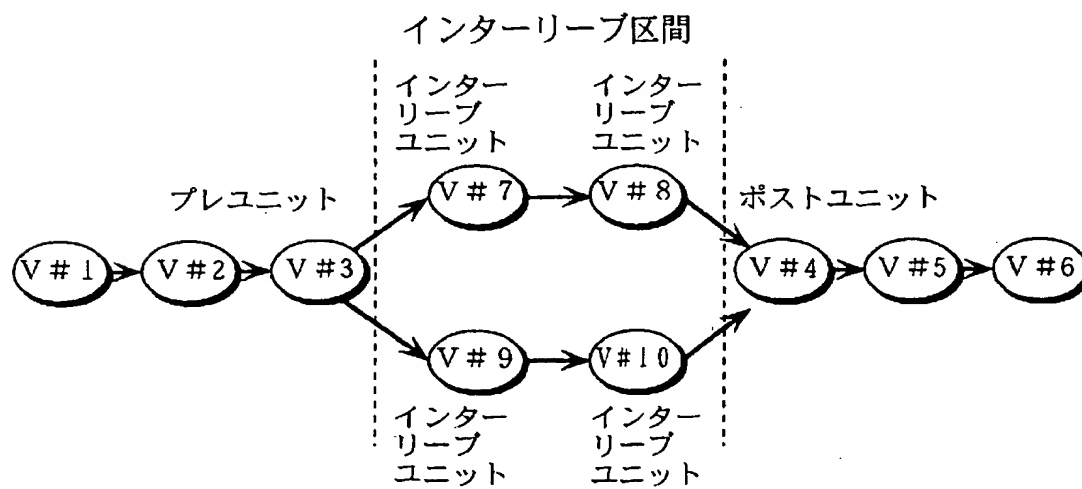 インターリーブ区間
インター
リーブ
ユニット
インター
リーブ
ユニット
V#7
V#8
プレユニット
ポストユニット
V#1
V#2
V#3
V#4
V#5
V#6
V#9
V#10
インター
リーブ
ユニット
インター
リーブ
ユニット